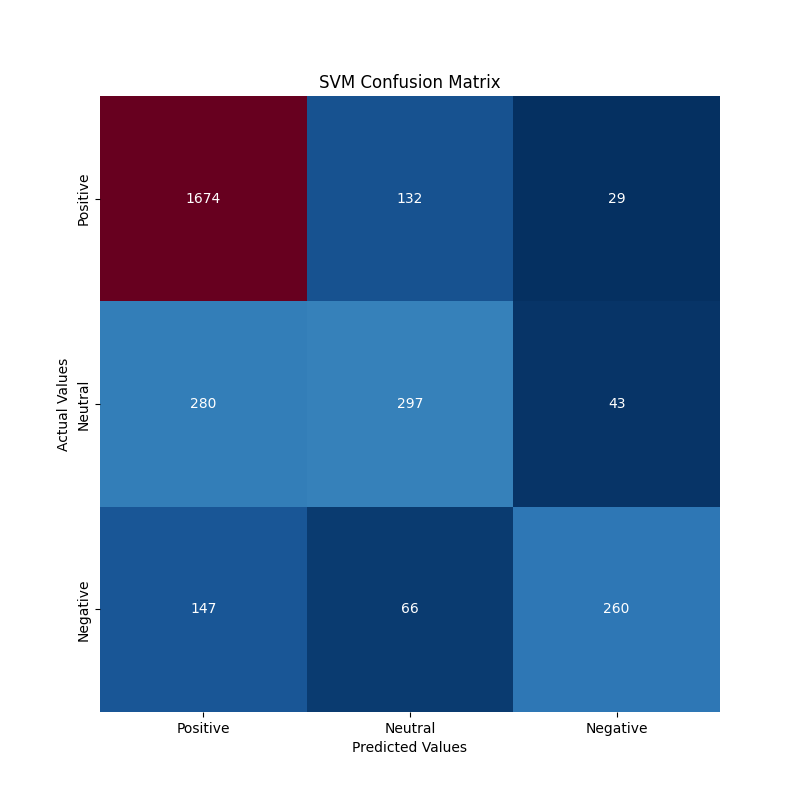 SVM Confusion Matrix
Actual Values
Positive
1674 132 29
Neutral
280 297 43
Negative
147 66 260
Positive Neutral Negative
Predicted Values